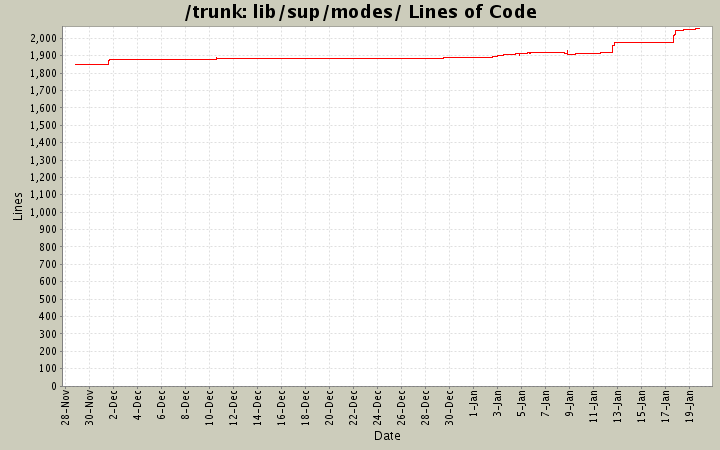 /trunk: lib/sup/modes/ Lines of Code
2,000
1,900
1,800
1,700
1,600
1,500
1,400
1,300
1,200
1,100
1,000
900
800
700
600
500
400
300
200
100
0
Lines
28-Nov
30-Nov
2-Dec
4-Dec
6-Dec
8-Dec
10-Dec
12-Dec
14-Dec
16-Dec
18-Dec
20-Dec
22-Dec
24-Dec
26-Dec
28-Dec
30-Dec
1-Jan
3-Jan
5-Jan
7-Jan
9-Jan
11-Jan
13-Jan
15-Jan
17-Jan
19-Jan
Date